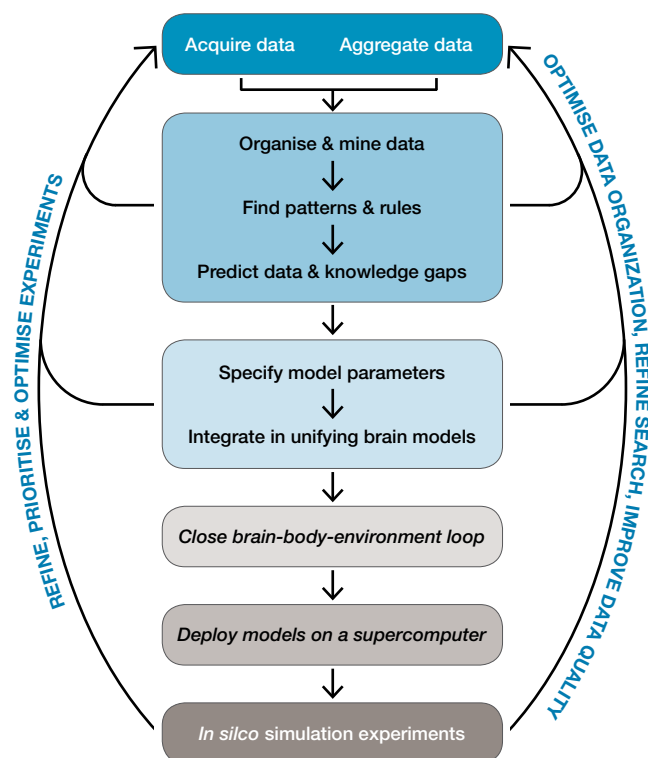 Acquire data Aggregate data
Organise & mine data
Find patterns & rules
Predict data & knowledge gaps
Specify model parameters
Integrate in unifying brain models
Close brain-body-environment loop
Deploy models on a supercomputer
In silco simulation experiments
REFINE, PRIORITISE & OPTIMISE EXPERIMENTS
OPTIMISE DATA ORGANIZATION, REFINE SEARCH, IMPROVE DATA QUALITY